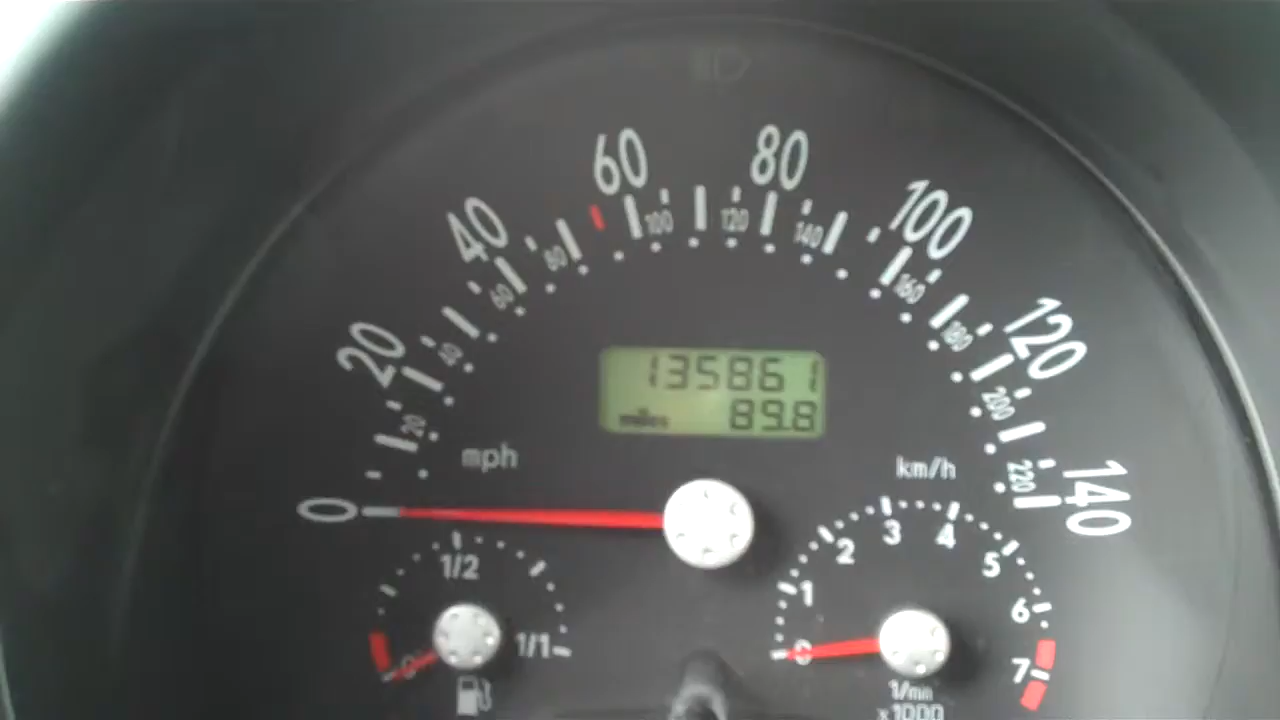 60 80
40 100
100 120
80 140
60 160
20 120
40 180
135861
20 200
miles 89.8
mph km/h
220 140
0
1/2 3 4
2 5
1 6
0 1/1 0 7
1/min
x1000